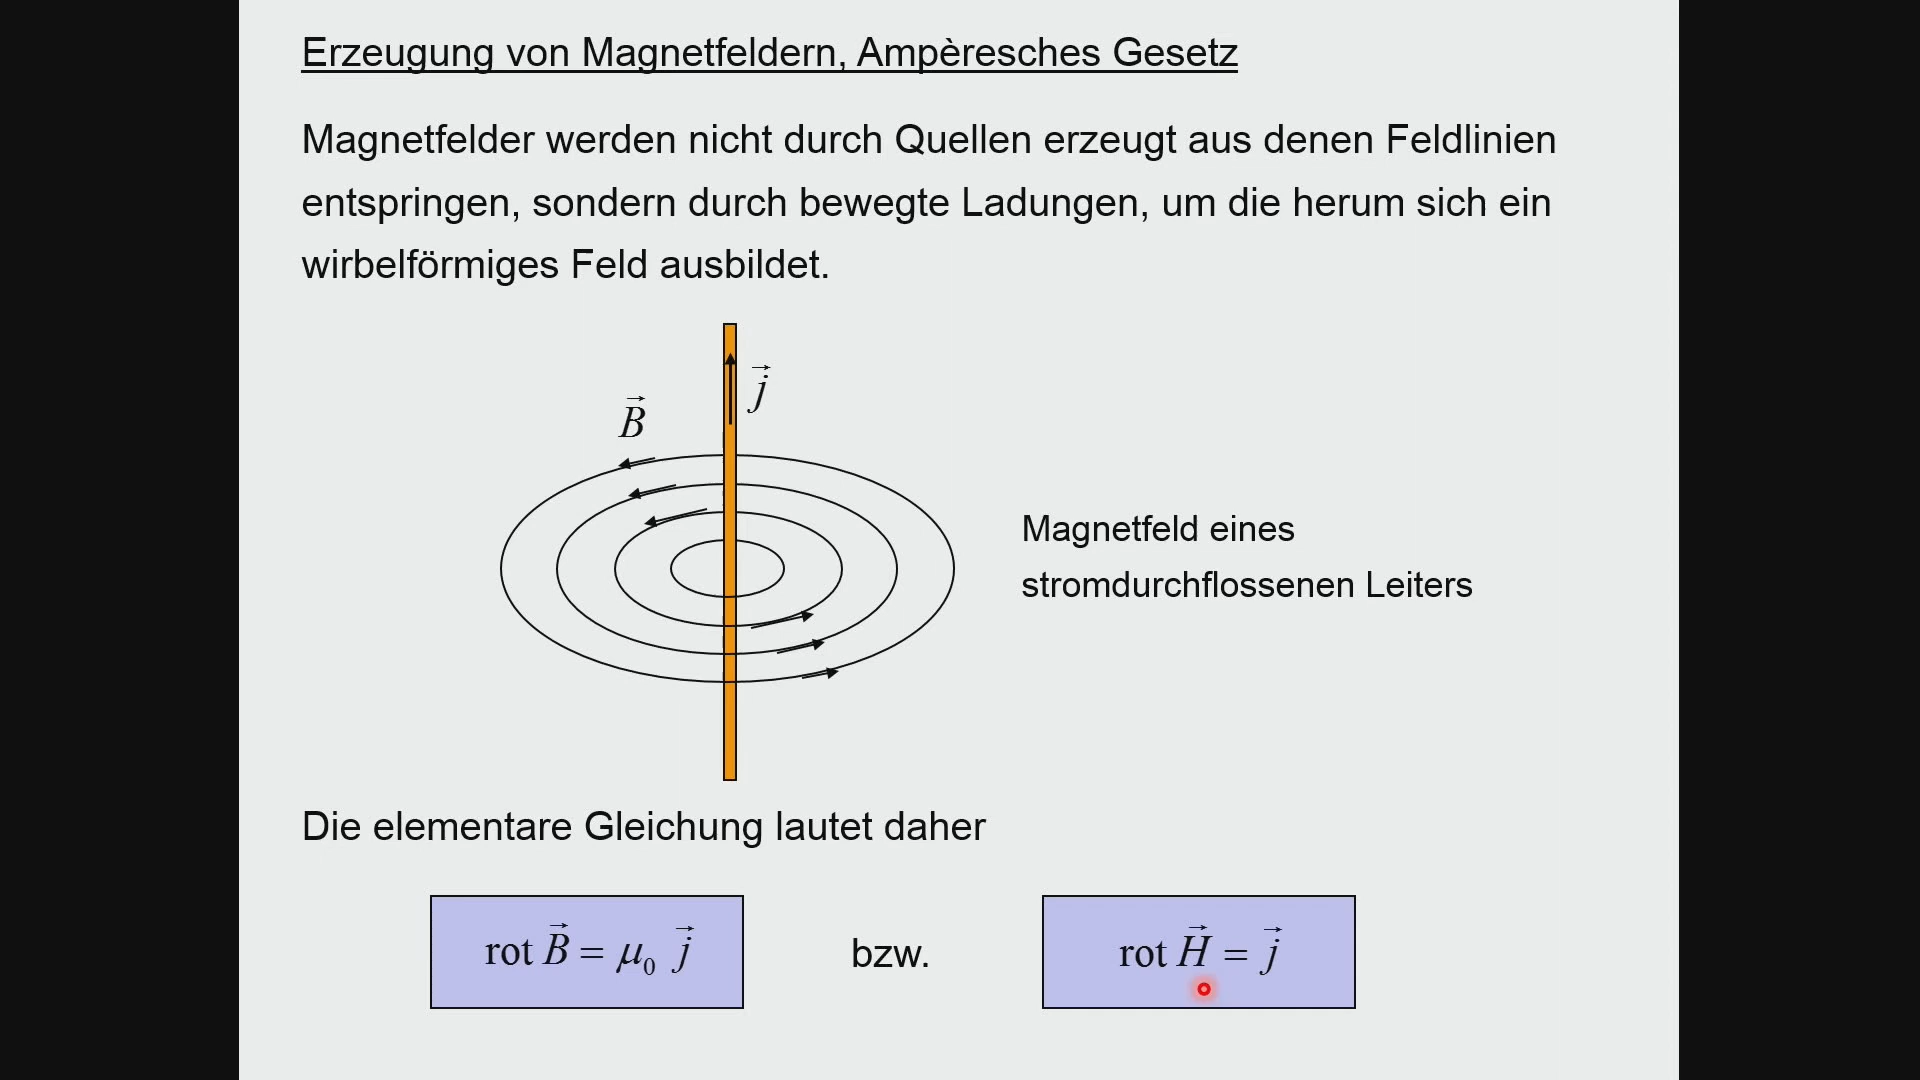 Erzeugung von Magnetfeldern, Ampèresches Gesetz
Magnetfelder werden nicht durch Quellen erzeugt aus denen Feldlinien
entspringen, sondern durch bewegte Ladungen, um die herum sich ein
wirbelförmiges Feld ausbildet.
j⃗
B⃗
Magnetfeld eines
stromdurchflossenen Leiters
Die elementare Gleichung lautet daher
rot B⃗ = μ₀ j⃗
bzw.
rot H⃗ = j⃗